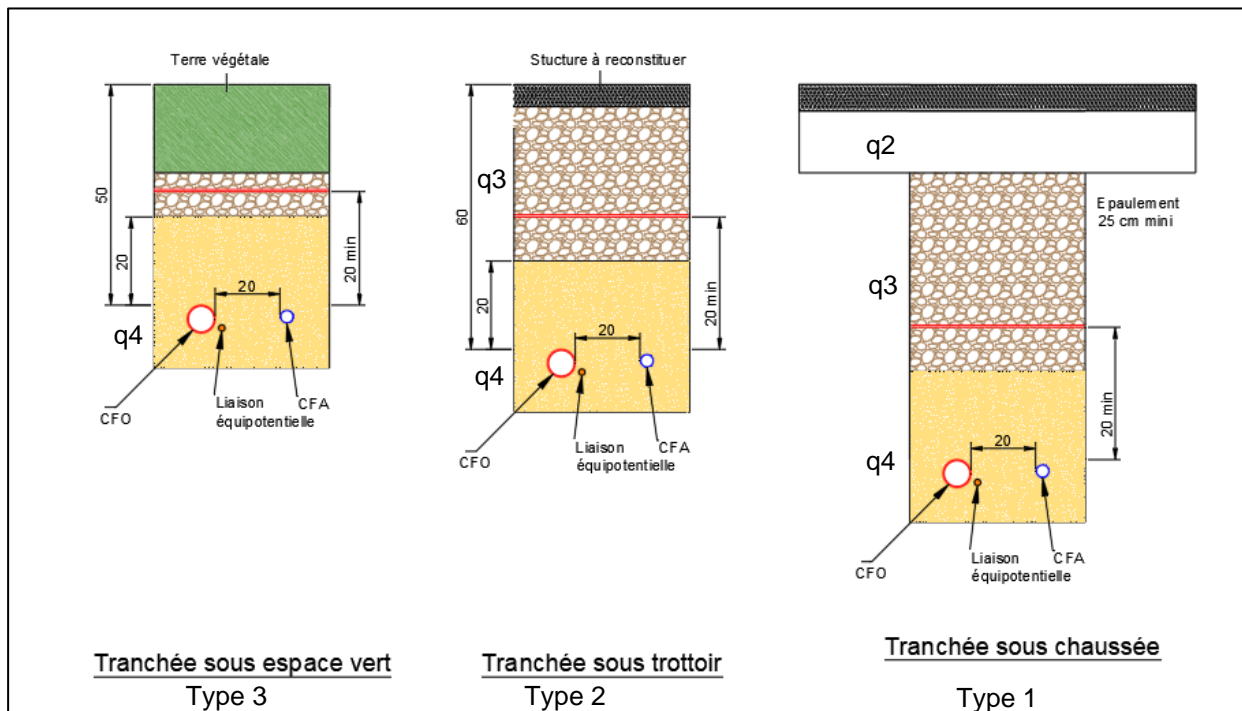 Terre végétale
50
20
20
20 min
q4
CFO
Liaison
équipotentielle
CFA
Tranchée sous espace vert
Type 3
Stucture à reconstituer
q3
60
20
20
20 min
q4
CFO
Liaison
équipotentielle
CFA
Tranchée sous trottoir
Type 2
q2
Epaulement
25 cm mini
q3
20 min
20
q4
CFO
Liaison
équipotentielle
CFA
Tranchée sous chaussée
Type 1